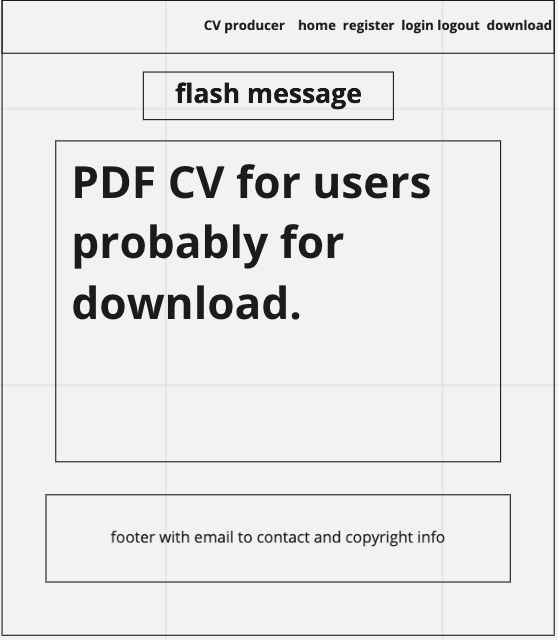 CV producer home register login logout download
flash message
PDF CV for users
probably for
download.
footer with email to contact and copyright info